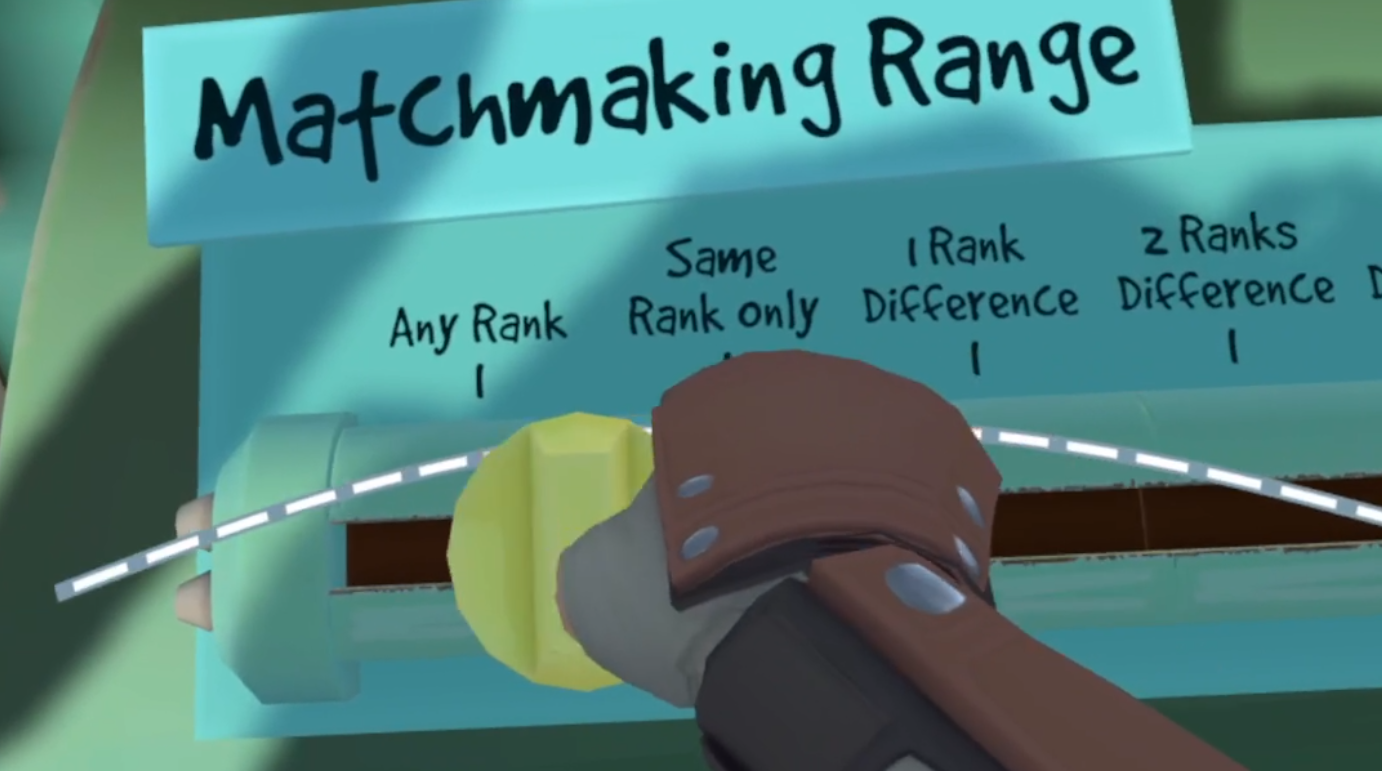 Matchmaking Range
Any Rank
Same
Rank only
1 Rank
Difference
2 Ranks
Difference